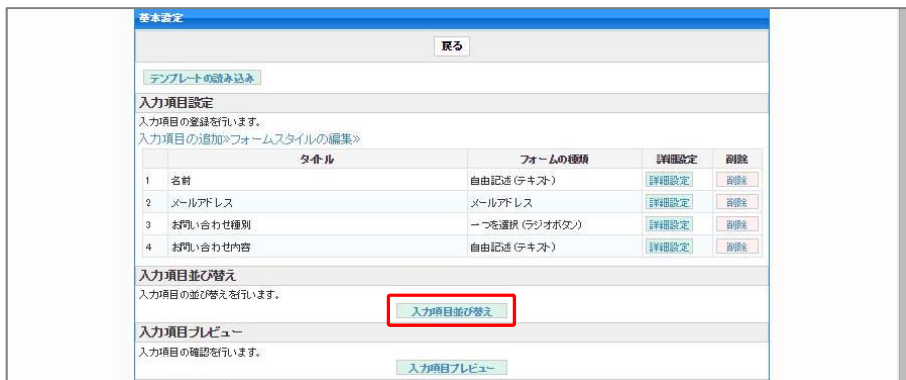 基本設定
戻る
テンプレートの読み込み
入力項目設定
入力項目の登録を行います。
入力項目の追加»フォームスタイルの編集»
タイトル フォームの種類 詳細設定 削除
1 名前 自由記述(テキスト) 詳細設定 削除
2 メールアドレス メールアドレス 詳細設定 削除
3 お問い合わせ種別 一つを選択(ラジオボタン) 詳細設定 削除
4 お問い合わせ内容 自由記述(テキスト) 詳細設定 削除
入力項目並び替え
入力項目の並び替えを行います。
入力項目並び替え
入力項目プレビュー
入力項目の確認を行います。
入力項目プレビュー